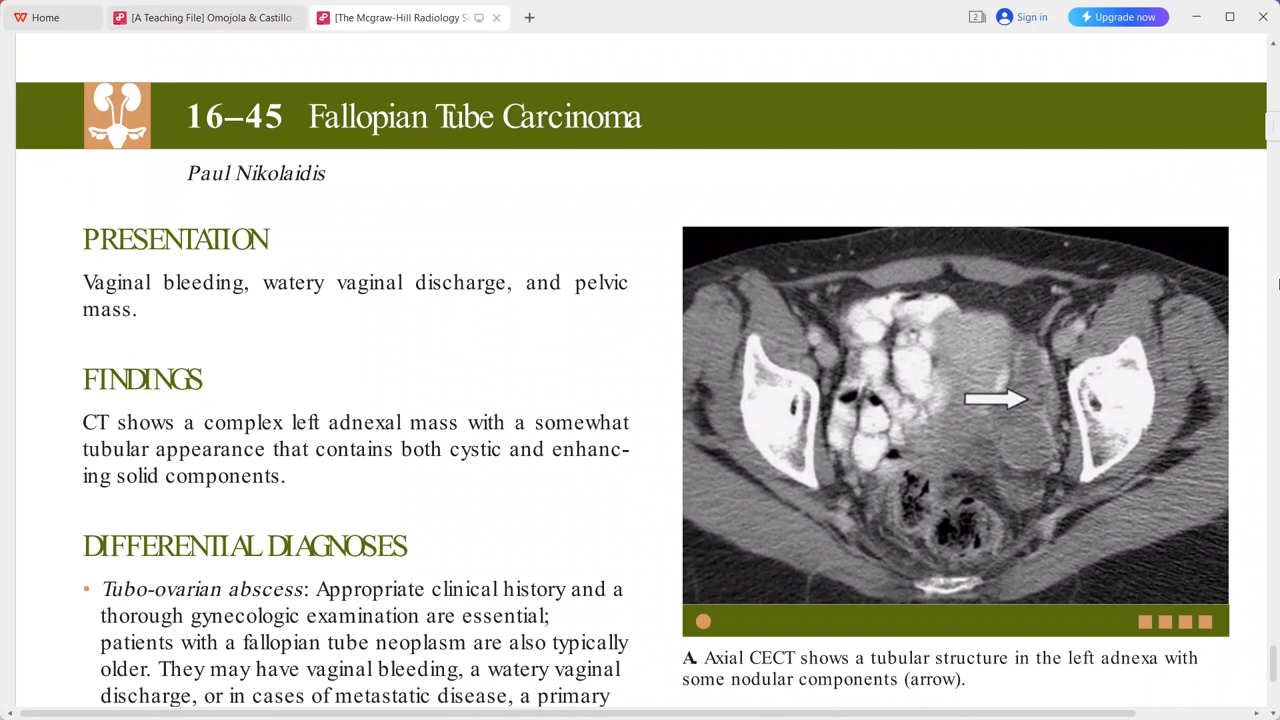 Home
[A Teaching File] Omojola & Castillo
[The Mcgraw-Hill Radiology Se
2
Sign in
Upgrade now
16–45 Fallopian Tube Carcinoma
Paul Nikolaidis
PRESENTATION
Vaginal bleeding, watery vaginal discharge, and pelvic
mass.
FINDINGS
CT shows a complex left adnexal mass with a somewhat
tubular appearance that contains both cystic and enhanc-
ing solid components.
DIFFERENTIAL DIAGNOSES
• Tubo-ovarian abscess: Appropriate clinical history and a
thorough gynecologic examination are essential;
patients with a fallopian tube neoplasm are also typically
older. They may have vaginal bleeding, a watery vaginal
discharge, or in cases of metastatic disease, a primary
A. Axial CECT shows a tubular structure in the left adnexa with
some nodular components (arrow).